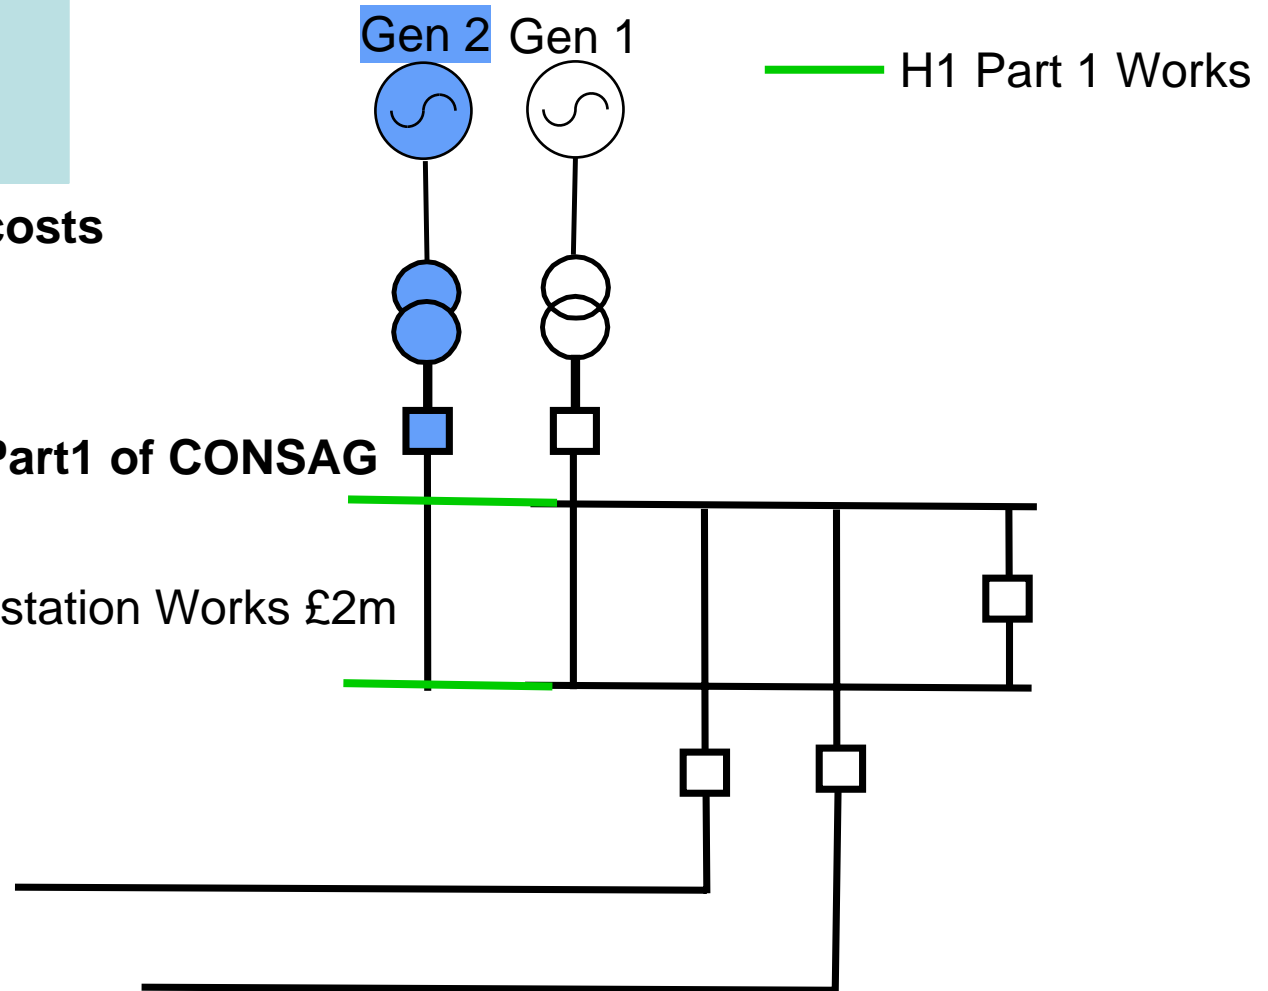 Gen 2 Gen 1
H1 Part 1 Works
costs
Part1 of CONSAG
station Works £2m